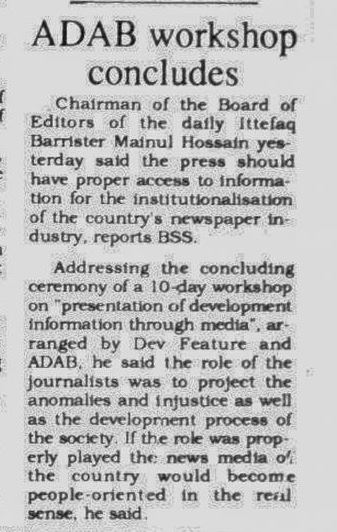 ADAB workshop
concludes
Chairman of the Board of
Editors of the daily Ittefaq
Barrister Mainul Hossain yes-
terday said the press should
have proper access to informa-
tion for the institutionalisation
of the country's newspaper in-
dustry, reports BSS.
Addressing the concluding
ceremony of a 10-day workshop
on "presentation of development
information through media", ar-
ranged by Dev Feature and
ADAB, he said the role of the
journalists was to project the
anomalies and injustice as well
as the development process of
the society. If the role was prop-
erly played the news media of
the country would become
people-oriented in the real
sense, he said.